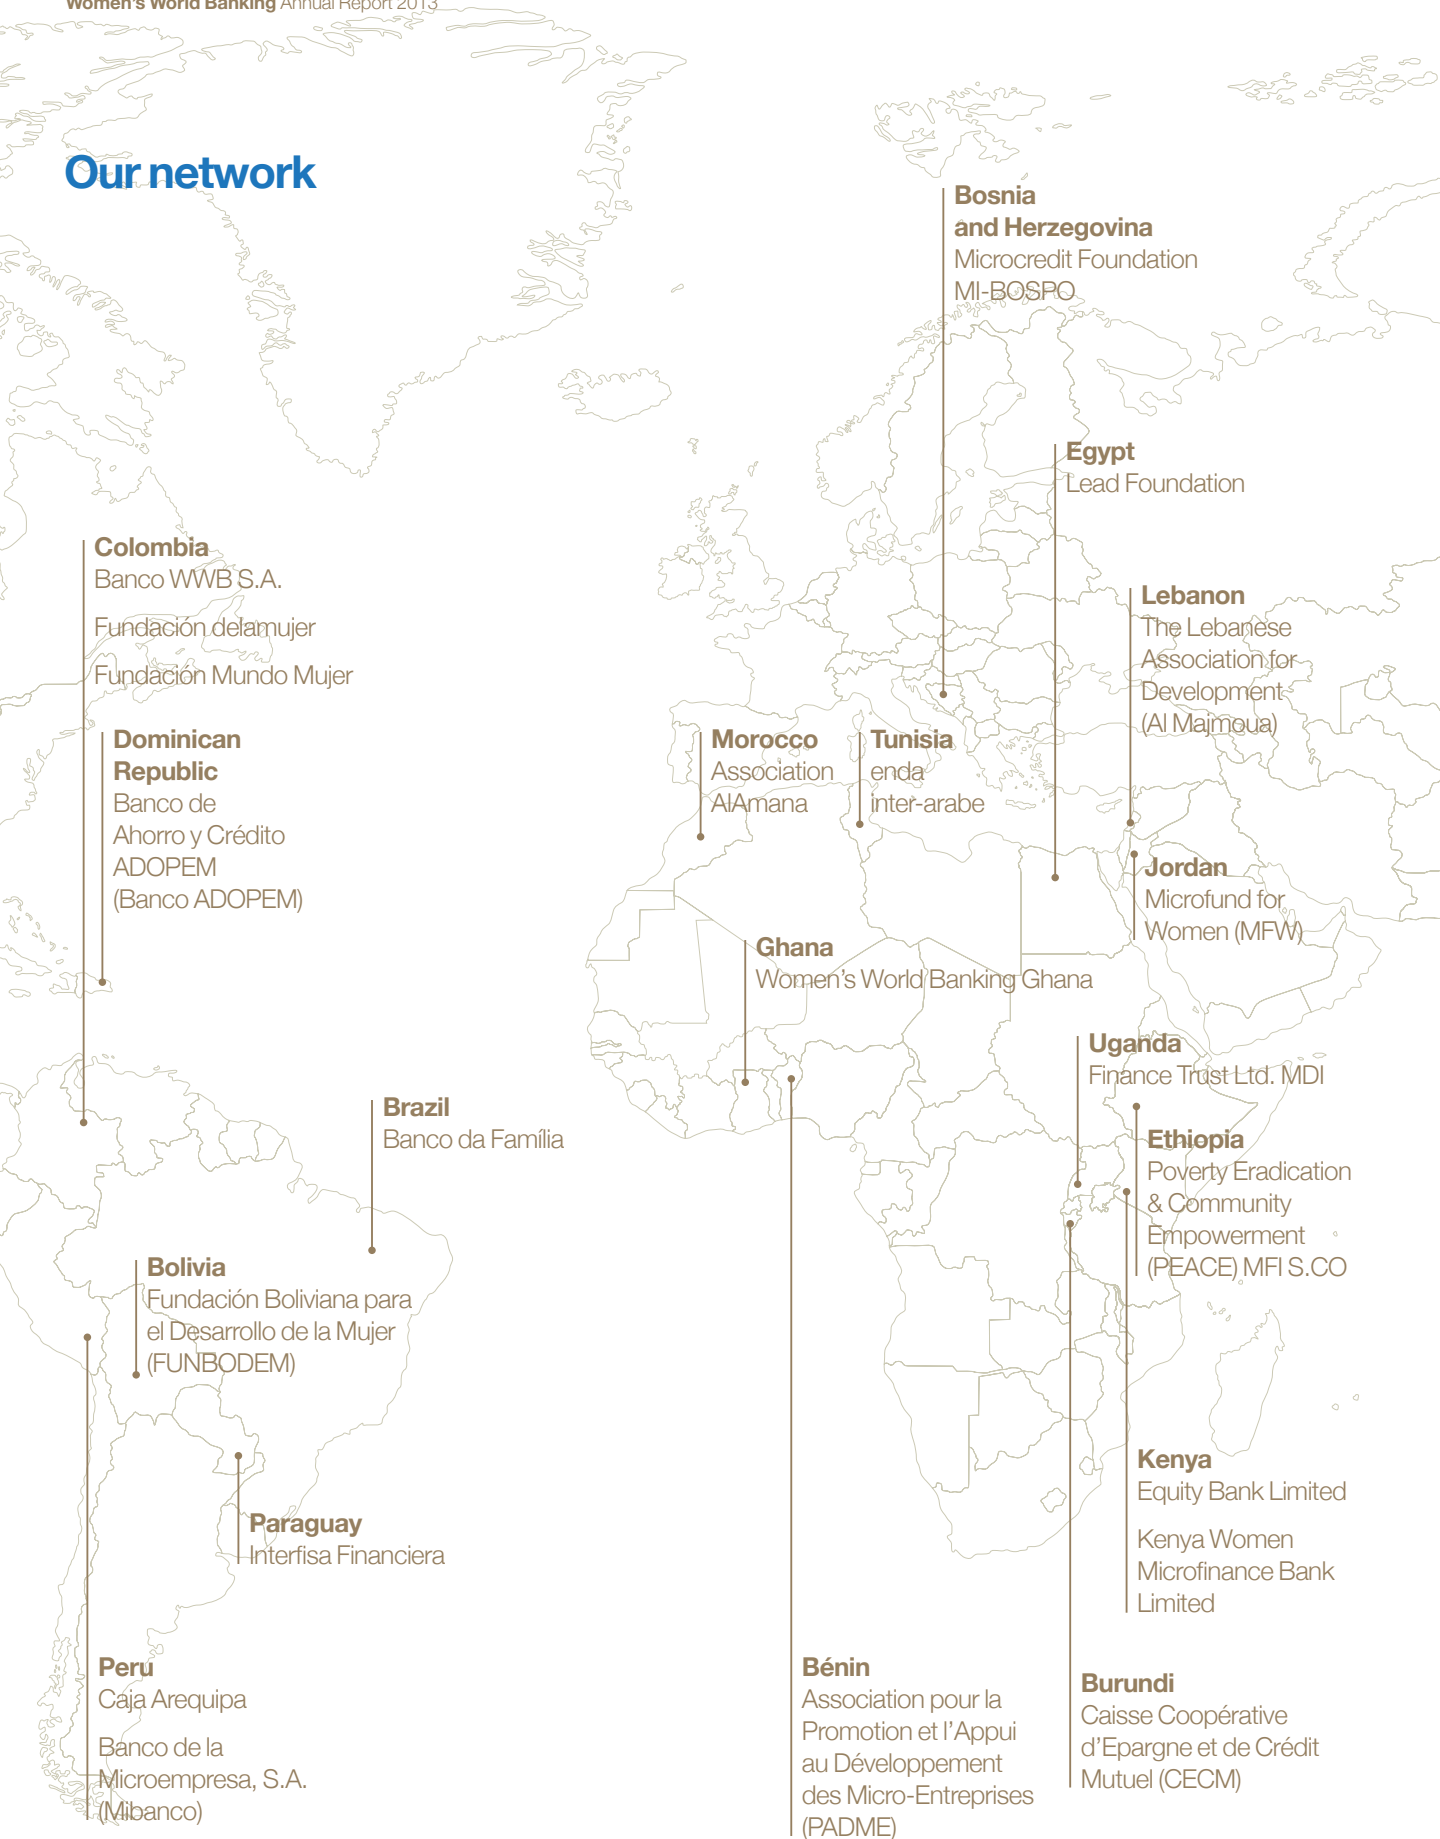 Women's World Banking Annual Report 2013
Our network
Bosnia
and Herzegovina
Microcredit Foundation
MI-BOSPO
Egypt
Lead Foundation
Colombia
Banco WWB S.A.
Fundación delamujer
Fundación Mundo Mujer
Lebanon
The Lebanese
Association for
Development
(Al Majmoua)
Dominican
Republic
Banco de
Ahorro y Crédito
ADOPEM
(Banco ADOPEM)
Morocco
Association
AlAmana
Tunisia
enda
inter-arabe
Jordan
Microfund for
Women (MFW)
Ghana
Women's World Banking Ghana
Uganda
Finance Trust Ltd. MDI
Brazil
Banco da Família
Ethiopia
Poverty Eradication
& Community
Empowerment
(PEACE) MFI S.CO
Bolivia
Fundación Boliviana para
el Desarrollo de la Mujer
(FUNBODEM)
Kenya
Equity Bank Limited
Kenya Women
Microfinance Bank
Limited
Paraguay
Interfisa Financiera
Peru
Caja Arequipa
Banco de la
Microempresa, S.A.
(Mibanco)
Bénin
Association pour la
Promotion et l'Appui
au Développement
des Micro-Entreprises
(PADME)
Burundi
Caisse Coopérative
d'Epargne et de Crédit
Mutuel (CECM)